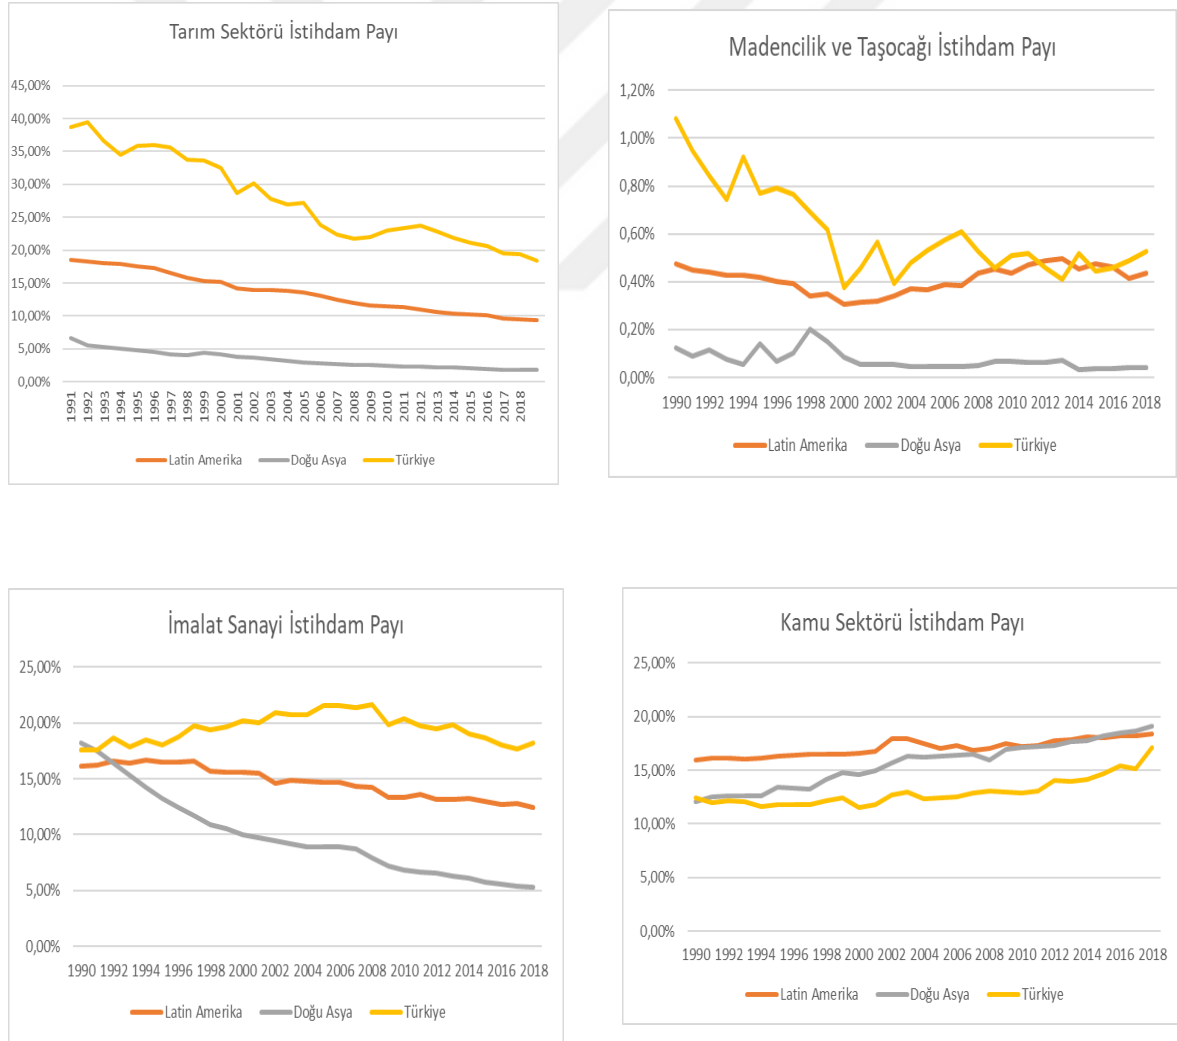 Tarım Sektörü İstihdam Payı
45,00%
40,00%
35,00%
30,00%
25,00%
20,00%
15,00%
10,00%
5,00%
0,00%
1991 1992 1993 1994 1995 1996 1997 1998 1999 2000 2001 2002 2003 2004 2005 2006 2007 2008 2009 2010 2011 2012 2013 2014 2015 2016 2017 2018
Latin Amerika Doğu Asya Türkiye
Madencilik ve Taşocağı İstihdam Payı
1,20%
1,00%
0,80%
0,60%
0,40%
0,20%
0,00%
1990 1992 1994 1996 1998 2000 2002 2004 2006 2008 2010 2012 2014 2016 2018
Latin Amerika Doğu Asya Türkiye
İmalat Sanayi İstihdam Payı
25,00%
20,00%
15,00%
10,00%
5,00%
0,00%
1990 1992 1994 1996 1998 2000 2002 2004 2006 2008 2010 2012 2014 2016 2018
Latin Amerika Doğu Asya Türkiye
Kamu Sektörü İstihdam Payı
25,00%
20,00%
15,00%
10,00%
5,00%
0,00%
1990 1992 1994 1996 1998 2000 2002 2004 2006 2008 2010 2012 2014 2016 2018
Latin Amerika Doğu Asya Türkiye